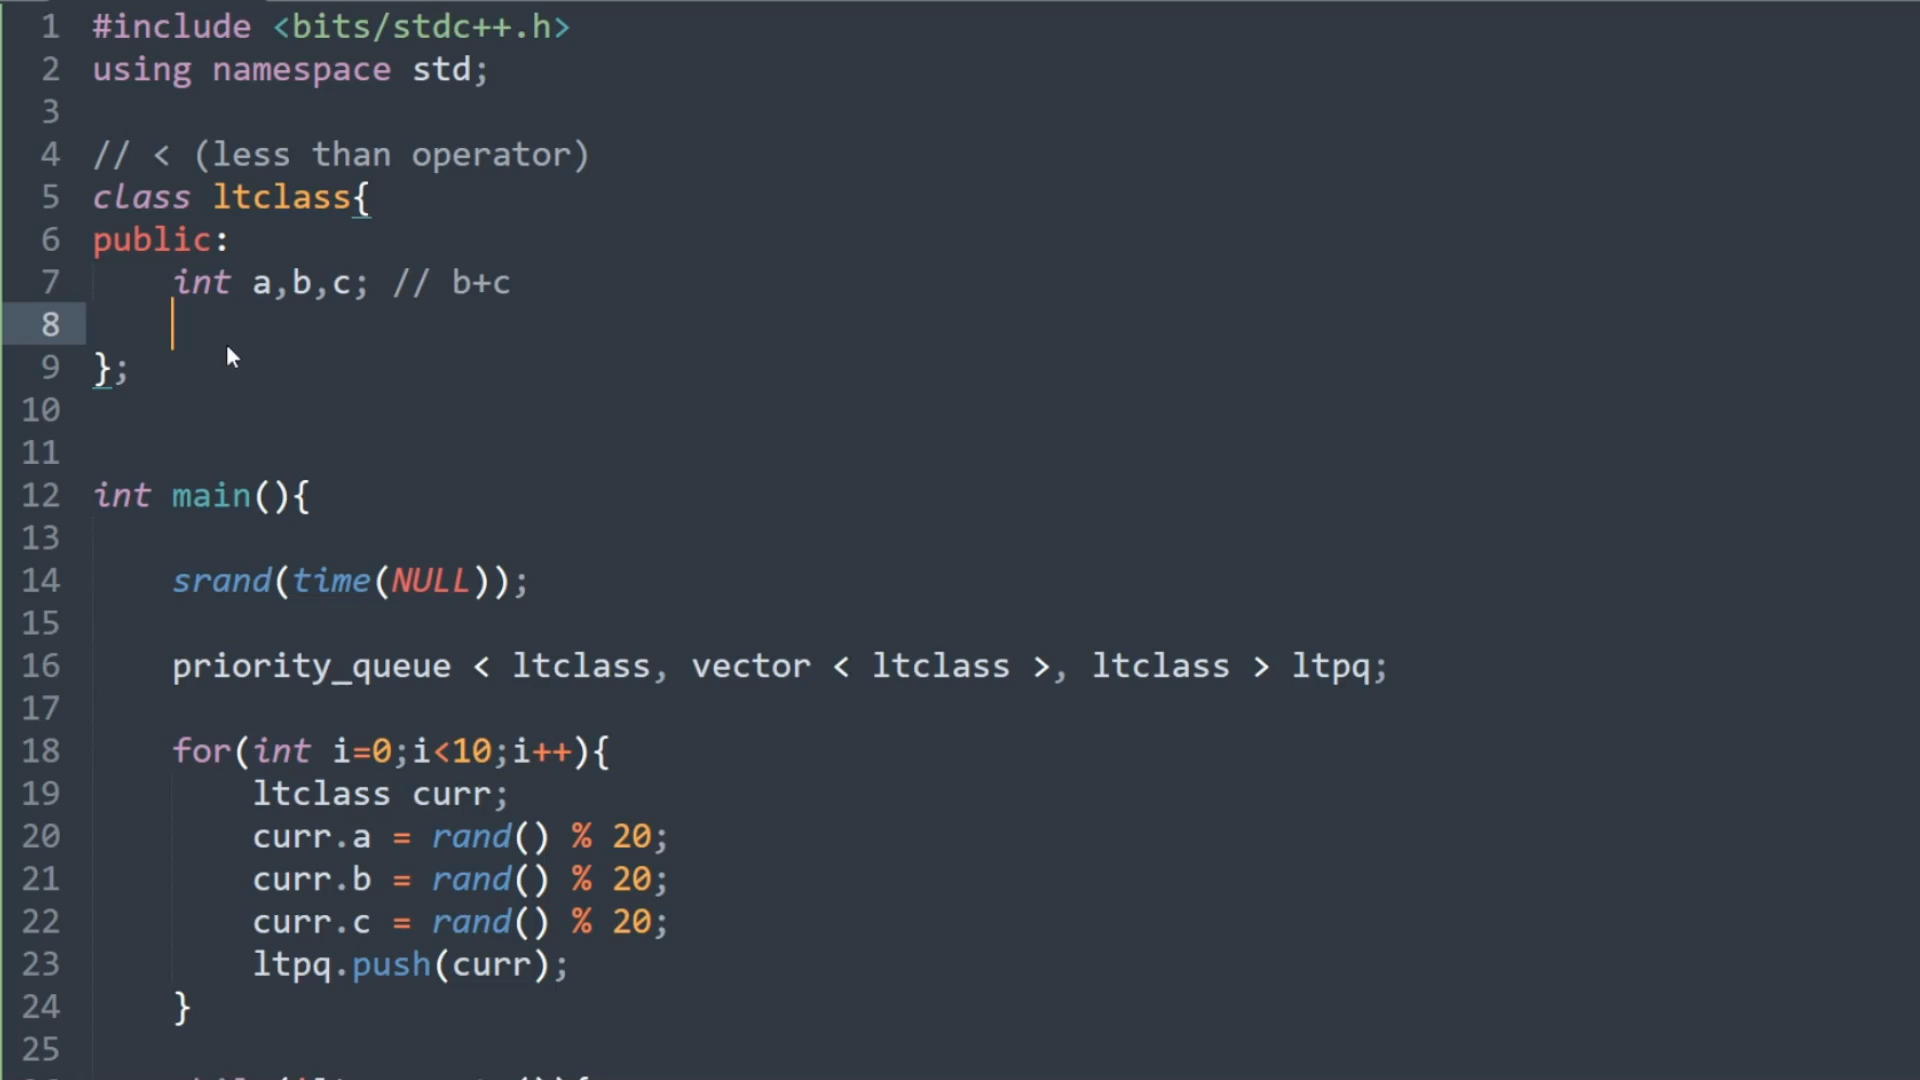 1 #include <bits/stdc++.h>
2 using namespace std;
3
4 // < (less than operator)
5 class ltclass{
6 public:
7     int a,b,c; // b+c
8
9 };
10
11
12 int main(){
13
14     srand(time(NULL));
15
16     priority_queue < ltclass, vector < ltclass >, ltclass > ltpq;
17
18     for(int i=0;i<10;i++){
19         ltclass curr;
20         curr.a = rand() % 20;
21         curr.b = rand() % 20;
22         curr.c = rand() % 20;
23         ltpq.push(curr);
24     }
25